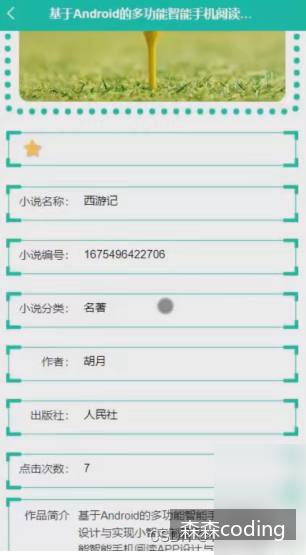 基于Android的多功能智能手机阅读...
小说名称： 西游记
小说编号： 1675496422706
小说分类： 名著
作者： 胡月
出版社： 人民社
点击次数： 7
作品简介 基于Android的多功能智能手
设计与实现小
能智能手机阅读APP设计与
森森coding